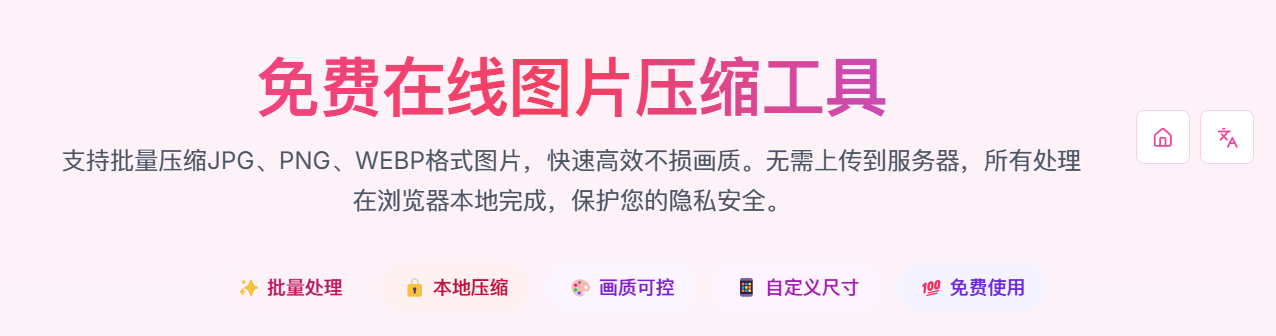 免费在线图片压缩工具
支持批量压缩JPG、PNG、WEBP格式图片，快速高效不损画质。无需上传到服务器，所有处理
在浏览器本地完成，保护您的隐私安全。
✨ 批量处理 🔒 本地压缩 🎨 画质可控 📱 自定义尺寸 💯 免费使用